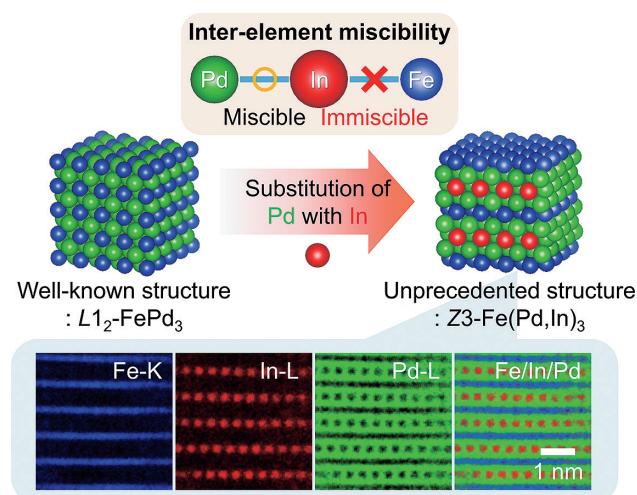 Inter-element miscibility
Pd In Fe
Miscible Immiscible
Substitution of
Pd with In
Well-known structure
: L1₂-FePd₃
Unprecedented structure
: Z3-Fe(Pd,In)₃
Fe-K In-L Pd-L Fe/In/Pd
1 nm